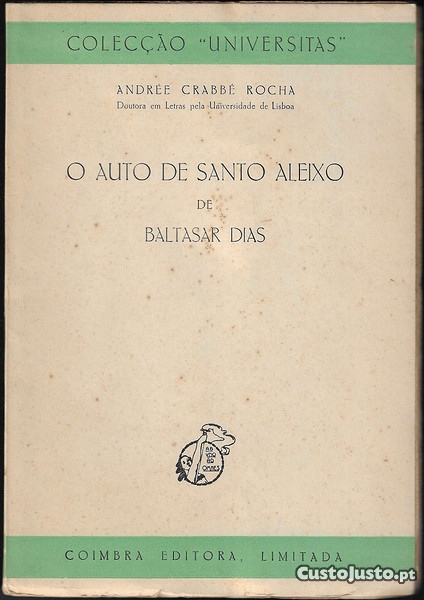 COLECÇÃO "UNIVERSITAS"
ANDRÉE CRABBÉ ROCHA
Doutora em Letras pela Universidade de Lisboa
O AUTO DE SANTO ALEIXO
DE
BALTASAR DIAS
COIMBRA EDITORA, LIMITADA
CustoJusto.pt